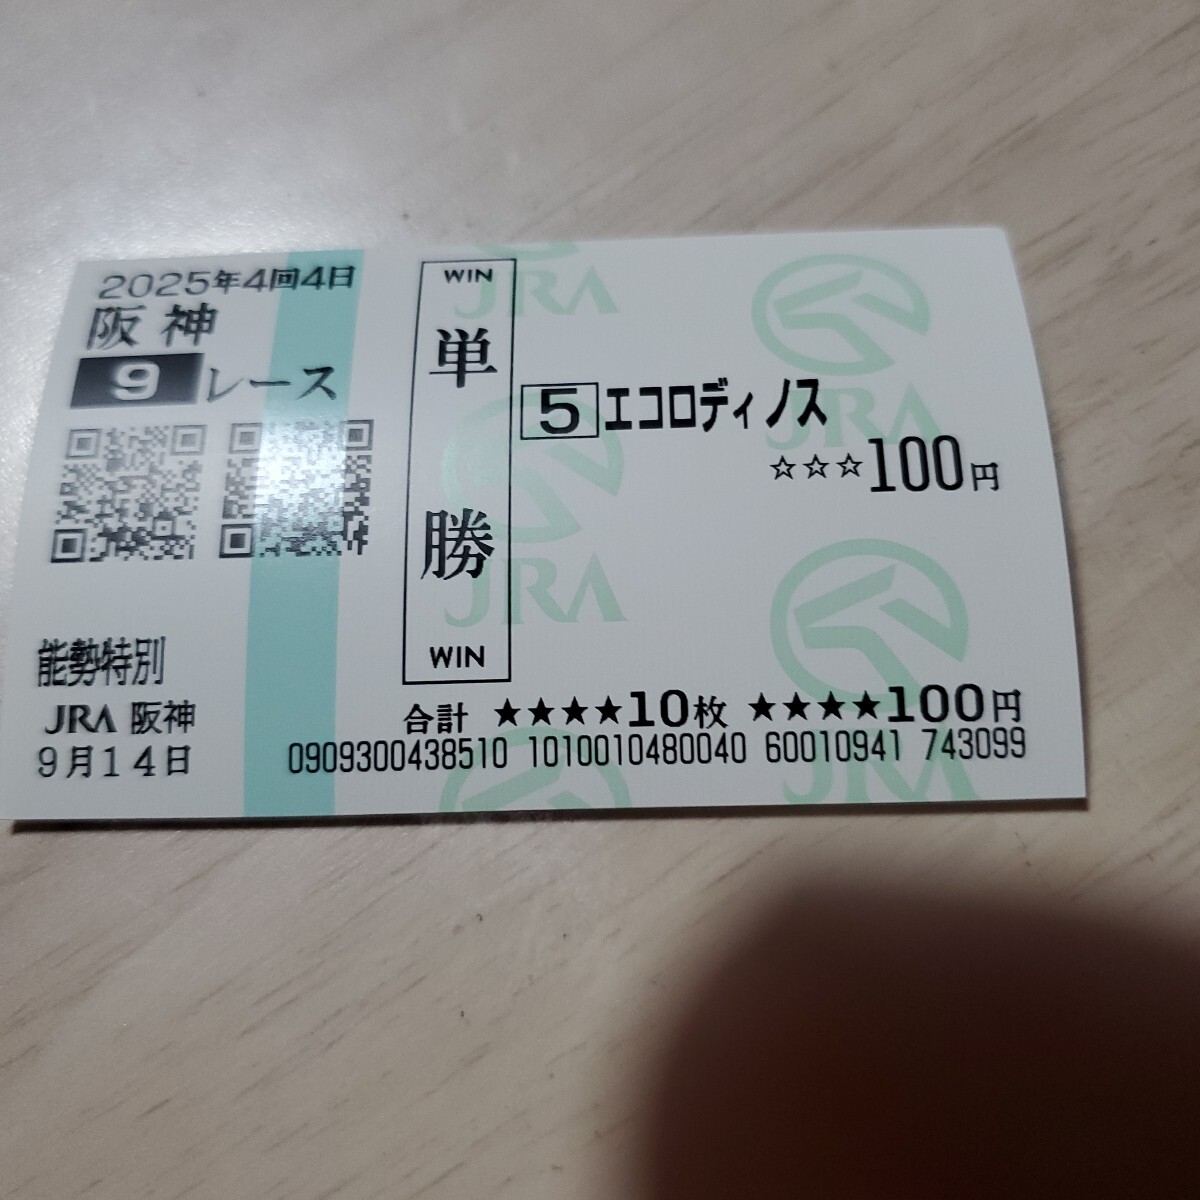 2025年4回4日
阪神
9レース
能勢特別
JRA 阪神
9月14日
WIN
単勝
WIN
5 エコロディノス
☆☆☆100円
合計 ★★★★10枚 ★★★★100円
0909300438510 1010010480040 60010941 743099
JRA
JRA
JRA
JRA